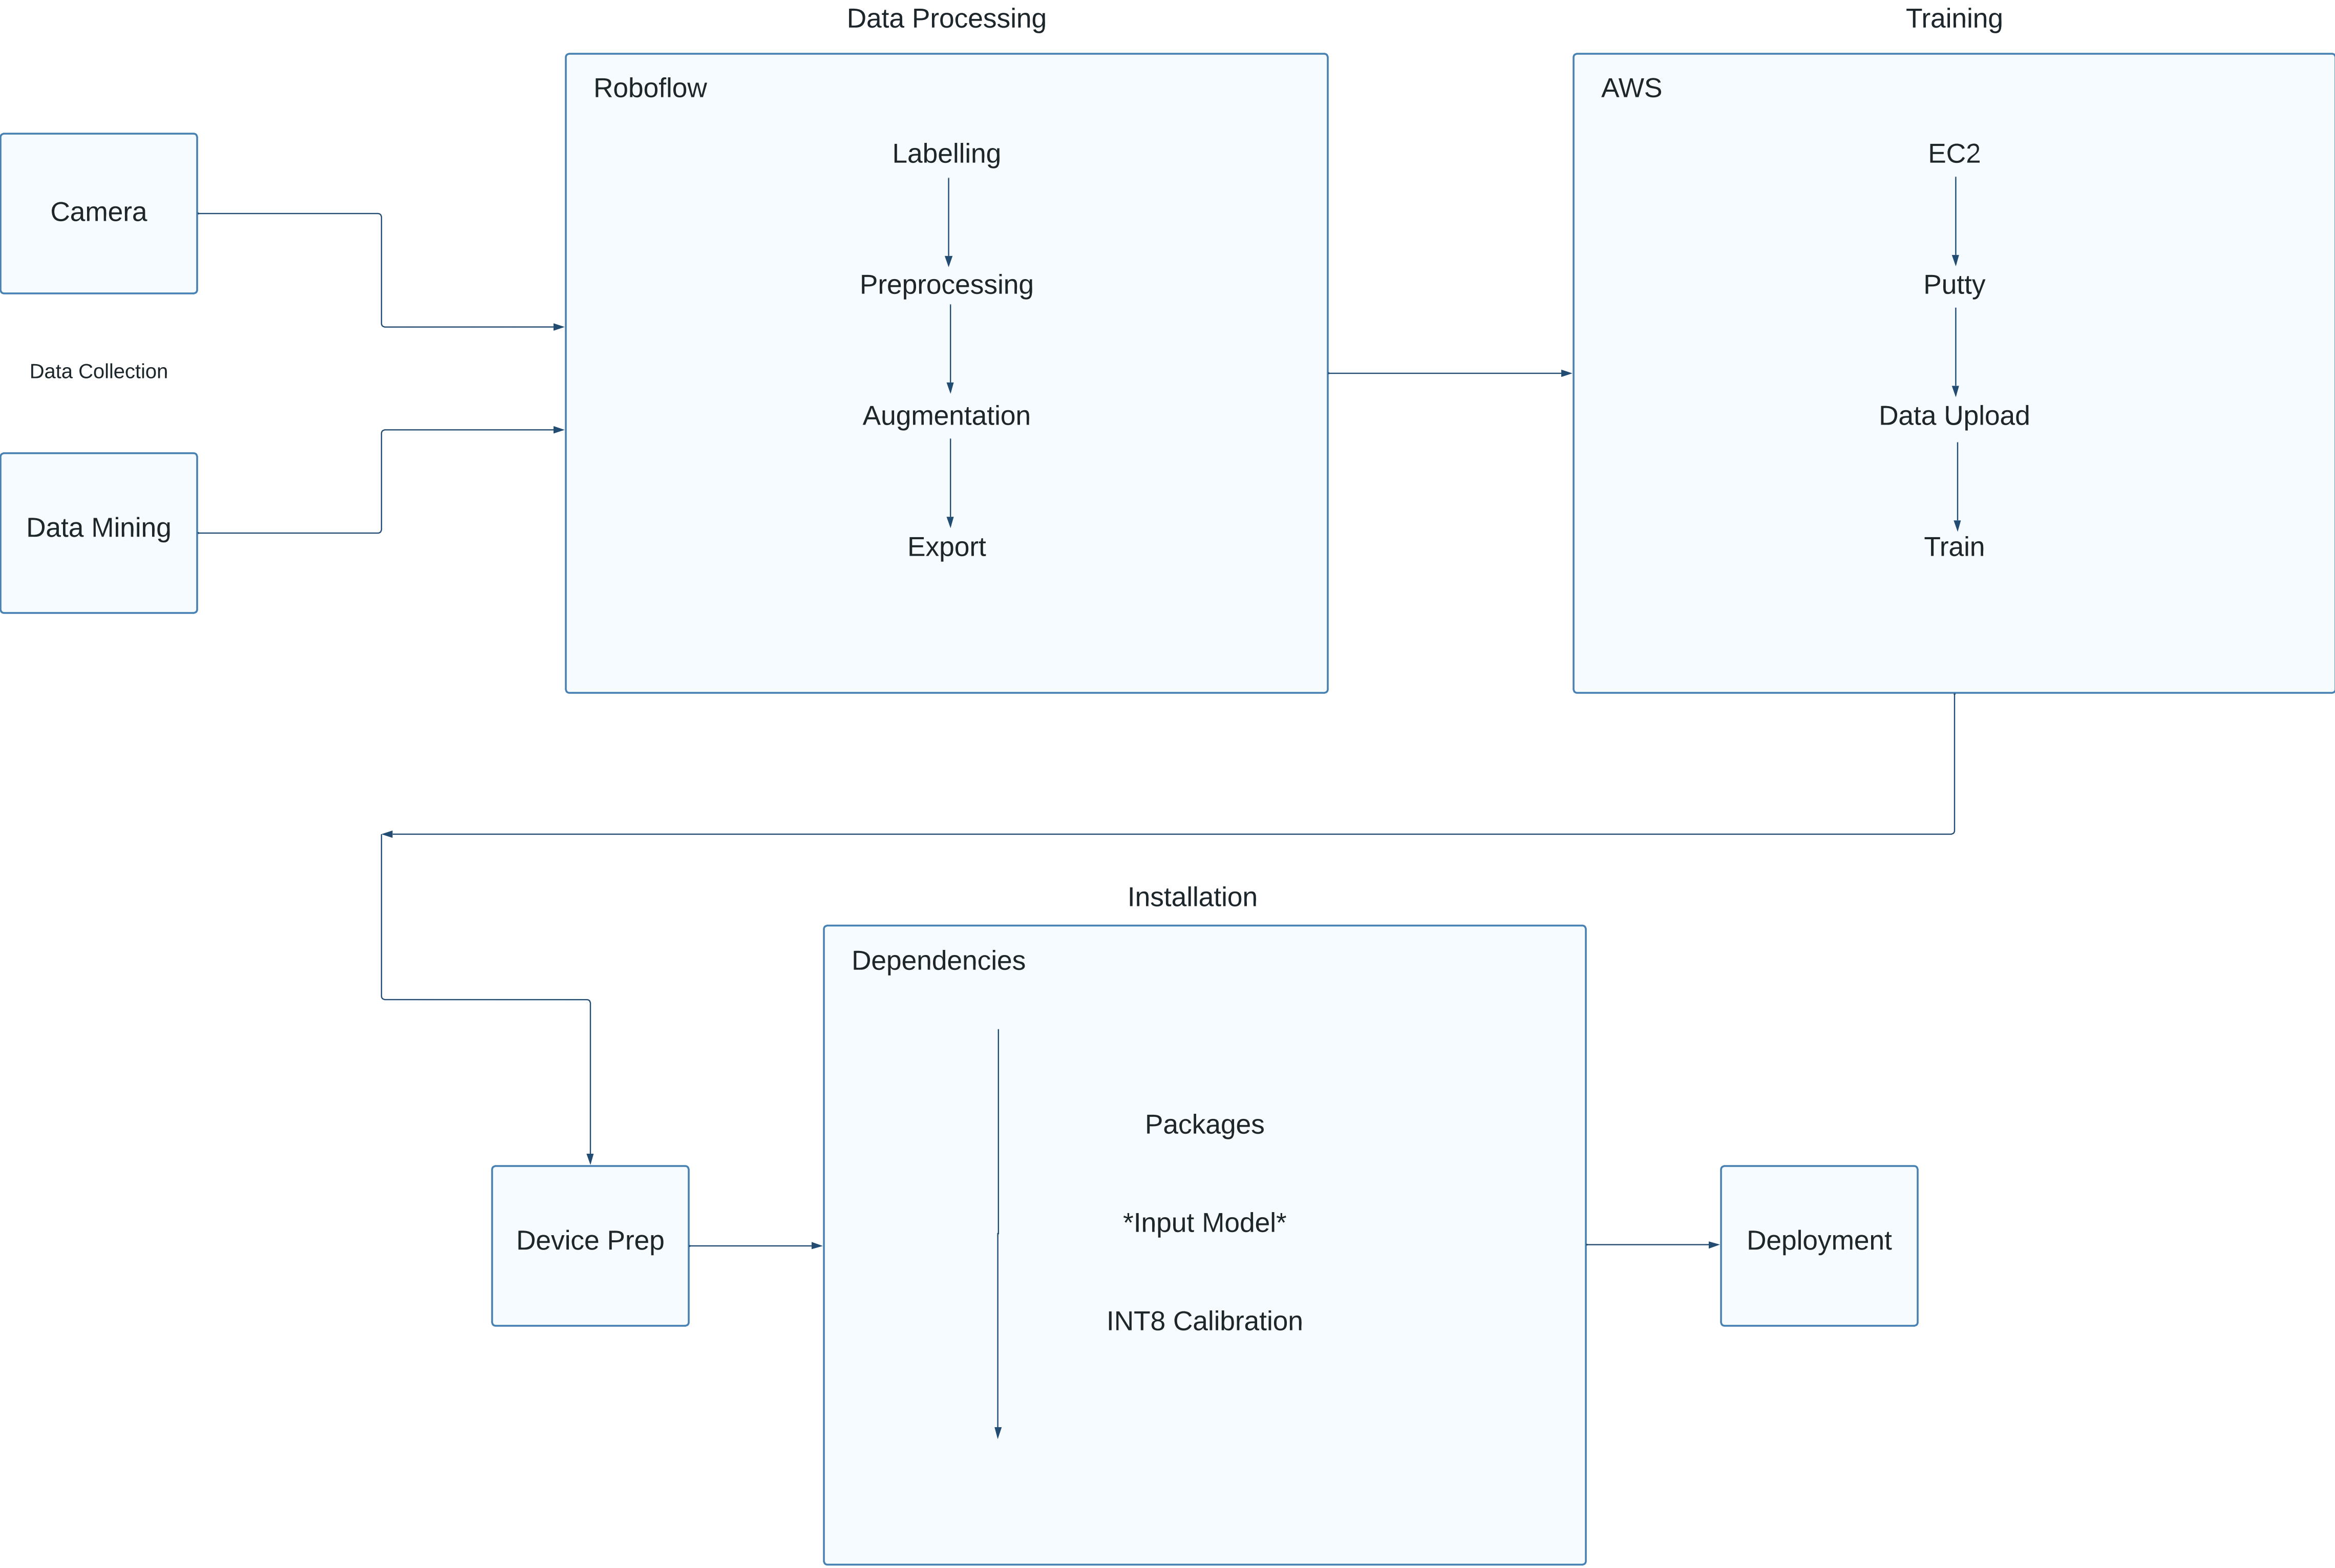 Data Processing
Training
Roboflow
AWS
Labelling
Preprocessing
Augmentation
Export
EC2
Putty
Data Upload
Train
Camera
Data Collection
Data Mining
Installation
Dependencies
Packages
*Input Model*
INT8 Calibration
Device Prep
Deployment